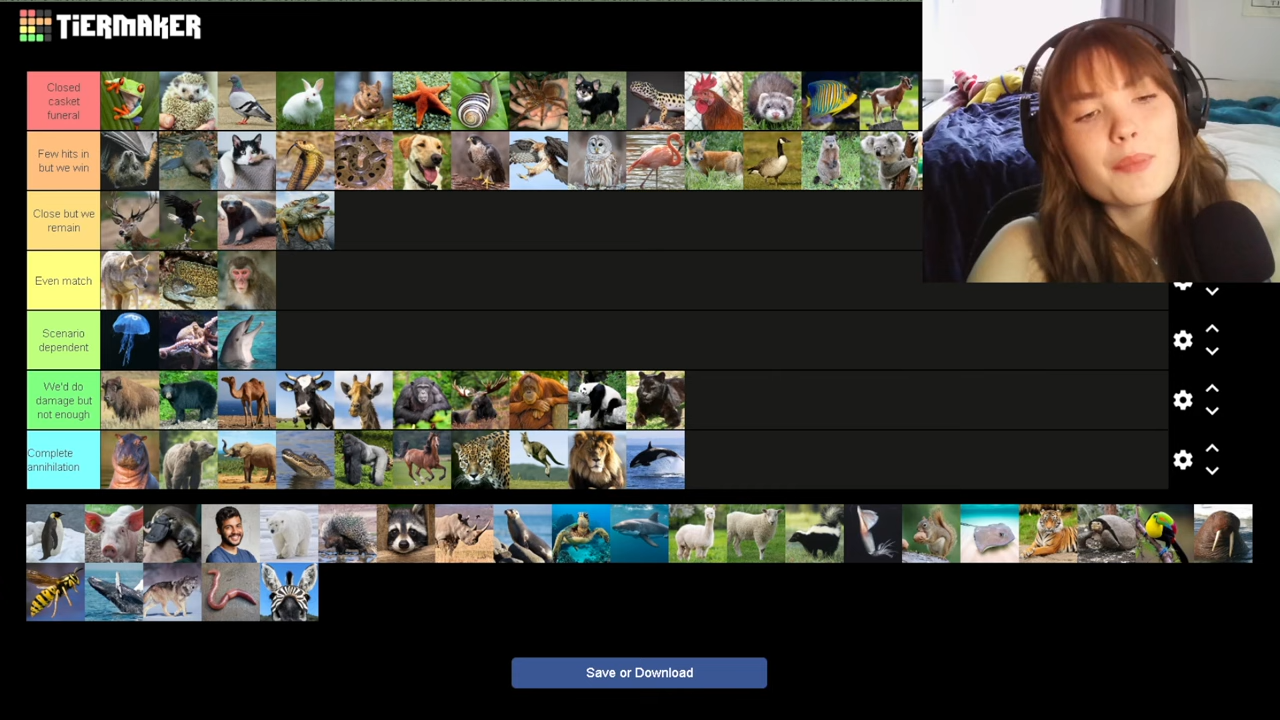 TiERMAKER
Closed
casket
funeral
Few hits in
but we win
Close but we
remain
Even match
Scenario
dependent
We'd do
damage but
not enough
Complete
annihilation
Save or Download